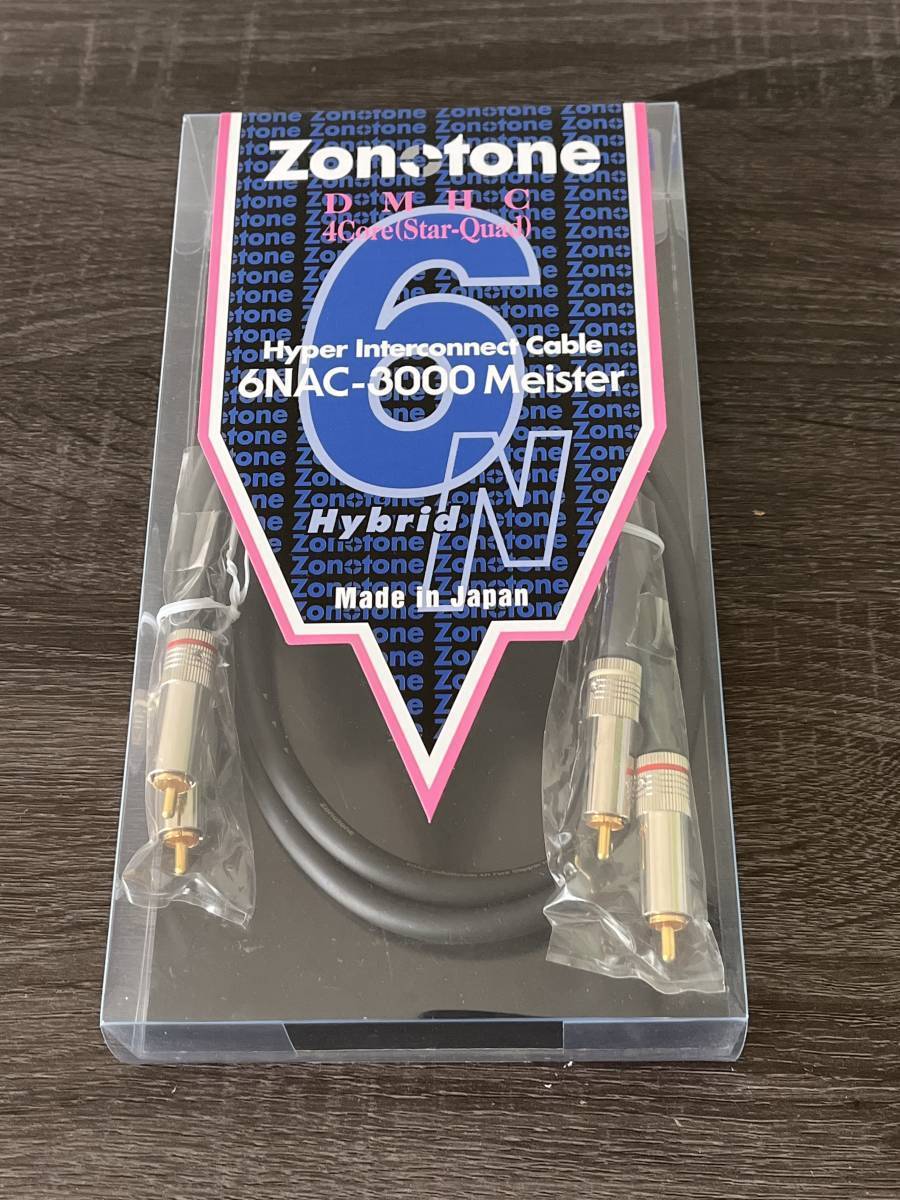 Zonotone
D M H C
4Core(Star-Quad)
Hyper Interconnect Cable
6NAC-3000 Meister
6N
Hybrid
Made in Japan